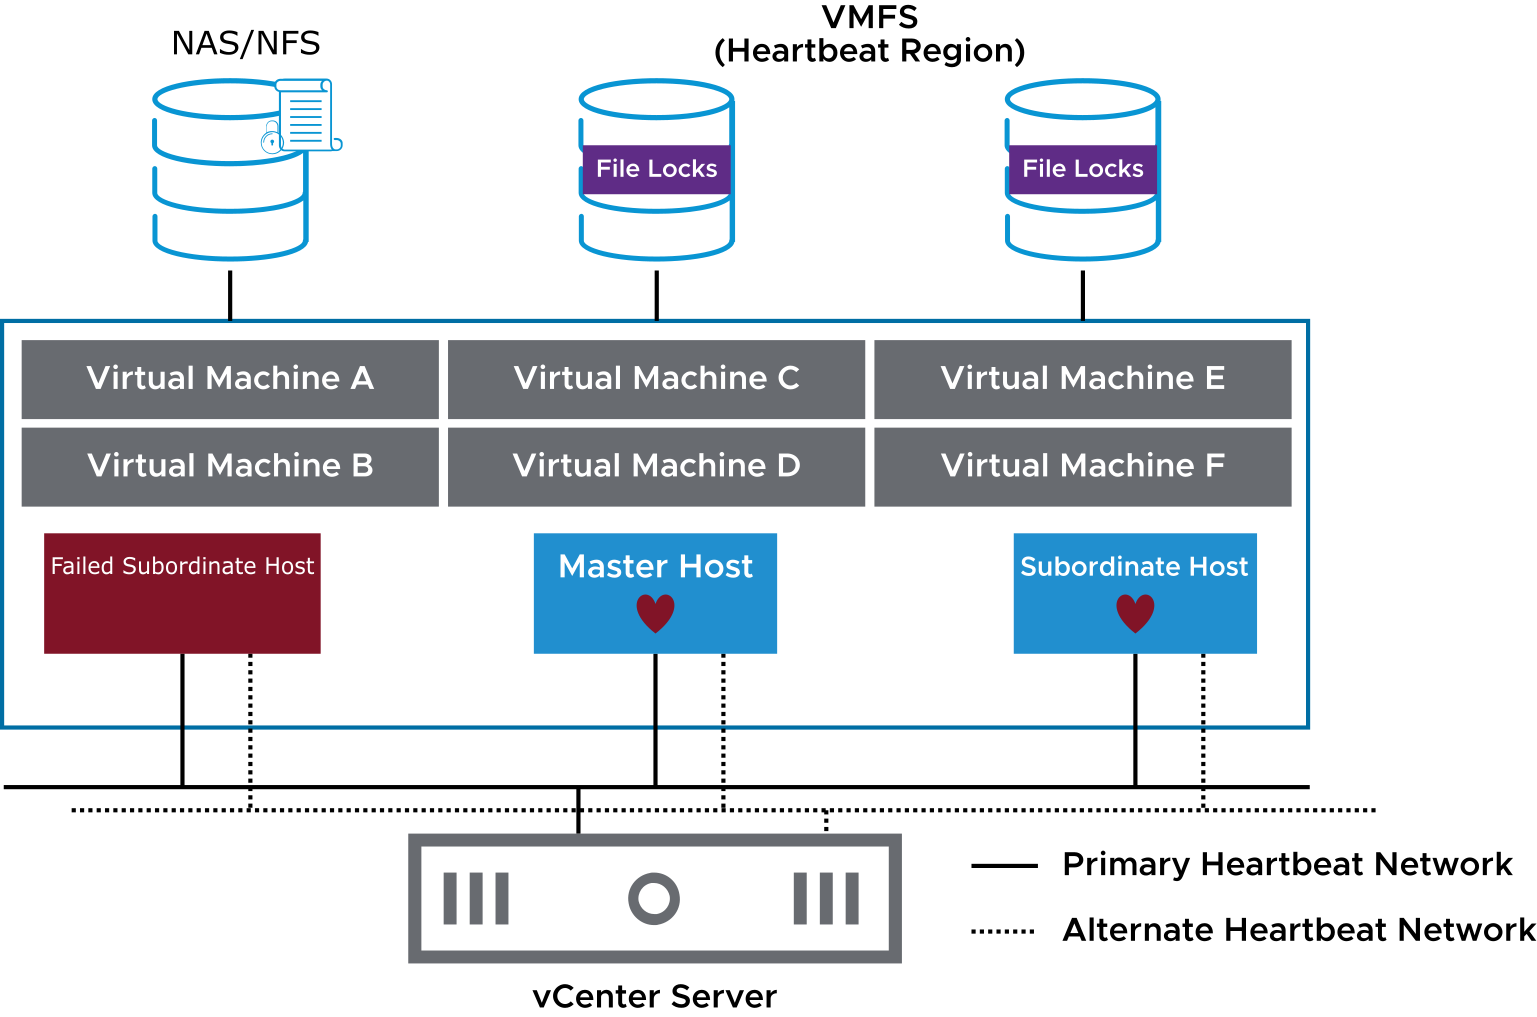 NAS/NFS
VMFS
(Heartbeat Region)
File Locks
File Locks
Virtual Machine A
Virtual Machine C
Virtual Machine E
Virtual Machine B
Virtual Machine D
Virtual Machine F
Failed Subordinate Host
Master Host
Subordinate Host
Primary Heartbeat Network
Alternate Heartbeat Network
vCenter Server